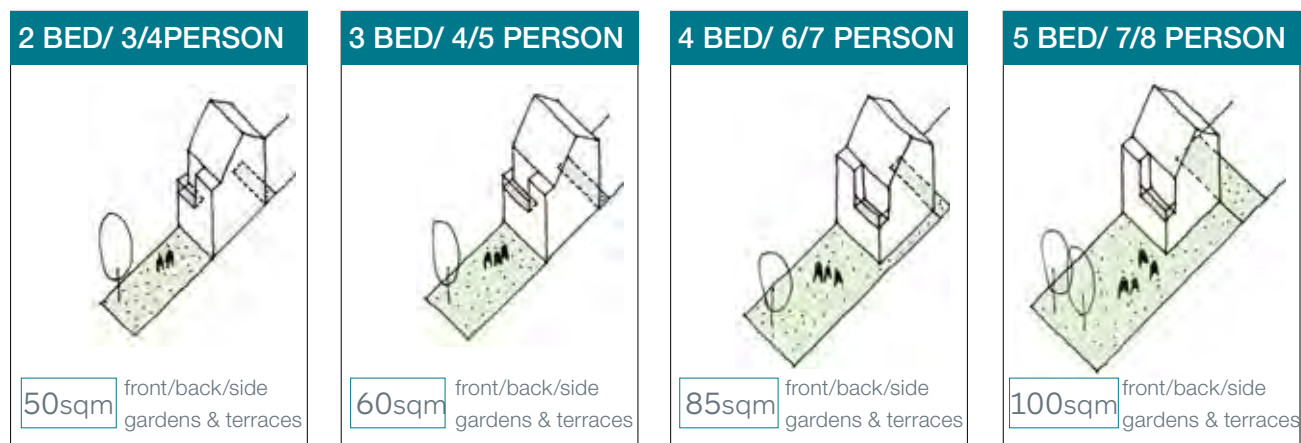 2 BED/ 3/4PERSON
50sqm
front/back/side
gardens & terraces
3 BED/ 4/5 PERSON
60sqm
front/back/side
gardens & terraces
4 BED/ 6/7 PERSON
85sqm
front/back/side
gardens & terraces
5 BED/ 7/8 PERSON
100sqm
front/back/side
gardens & terraces